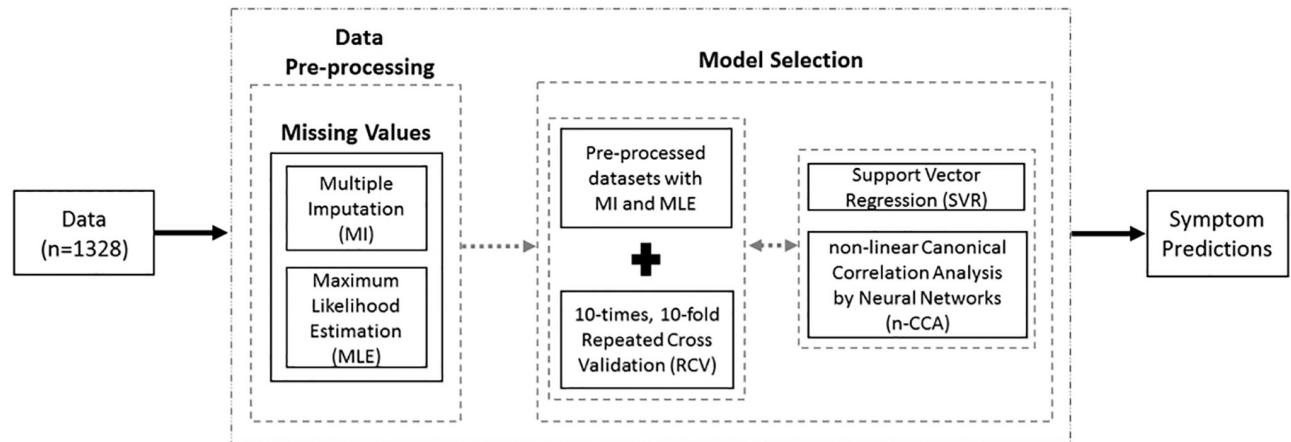 Data
(n=1328)
Data
Pre-processing
Missing Values
Multiple
Imputation
(MI)
Maximum
Likelihood
Estimation
(MLE)
Model Selection
Pre-processed
datasets with
MI and MLE
10-times, 10-fold
Repeated Cross
Validation (RCV)
Support Vector
Regression (SVR)
non-linear Canonical
Correlation Analysis
by Neural Networks
(n-CCA)
Symptom
Predictions